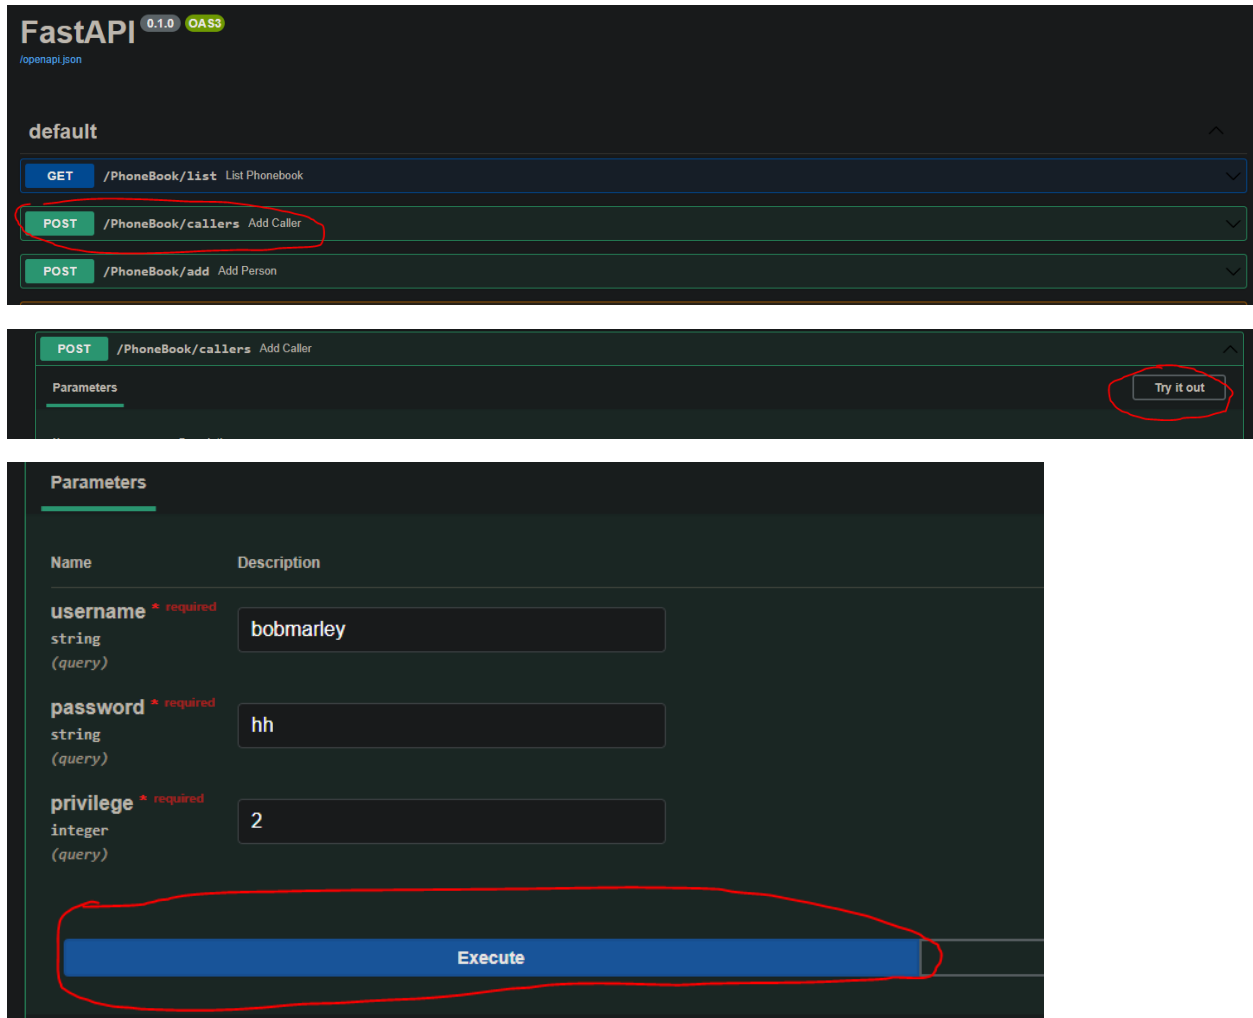 FastAPI 0.1.0 OAS3
/openapi.json
default
GET /PhoneBook/list List Phonebook
POST /PhoneBook/callers Add Caller
POST /PhoneBook/add Add Person
POST /PhoneBook/callers Add Caller
Parameters
Try it out
Parameters
Name Description
username * required
string
(query)
bobmarley
password * required
string
(query)
hh
privilege * required
integer
(query)
2
Execute